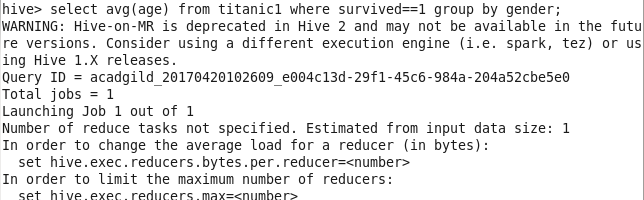 hive> select avg(age) from titanic1 where survived==1 group by gender;
WARNING: Hive-on-MR is deprecated in Hive 2 and may not be available in the futu
re versions. Consider using a different execution engine (i.e. spark, tez) or us
ing Hive 1.X releases.
Query ID = acadgild_20170420102609_e004c13d-29f1-45c6-984a-204a52cbe5e0
Total jobs = 1
Launching Job 1 out of 1
Number of reduce tasks not specified. Estimated from input data size: 1
In order to change the average load for a reducer (in bytes):
  set hive.exec.reducers.bytes.per.reducer=<number>
In order to limit the maximum number of reducers:
  set hive.exec.reducers.max=<number>